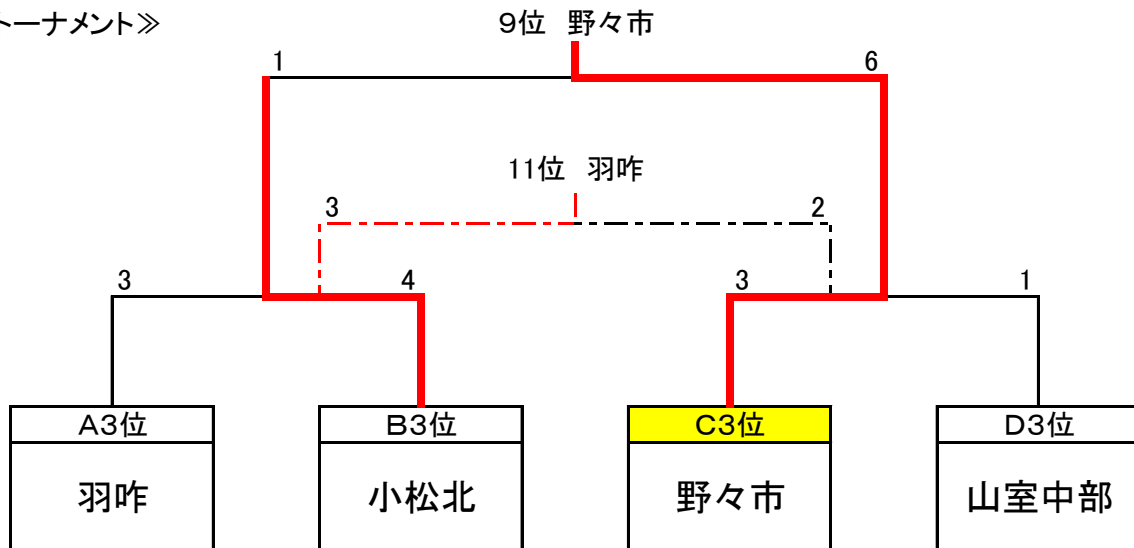 トーナメント≫
9位 野々市
1 6
11位 羽咋
3 2
3 4 3 1
A3位 B3位 C3位 D3位
羽咋 小松北 野々市 山室中部